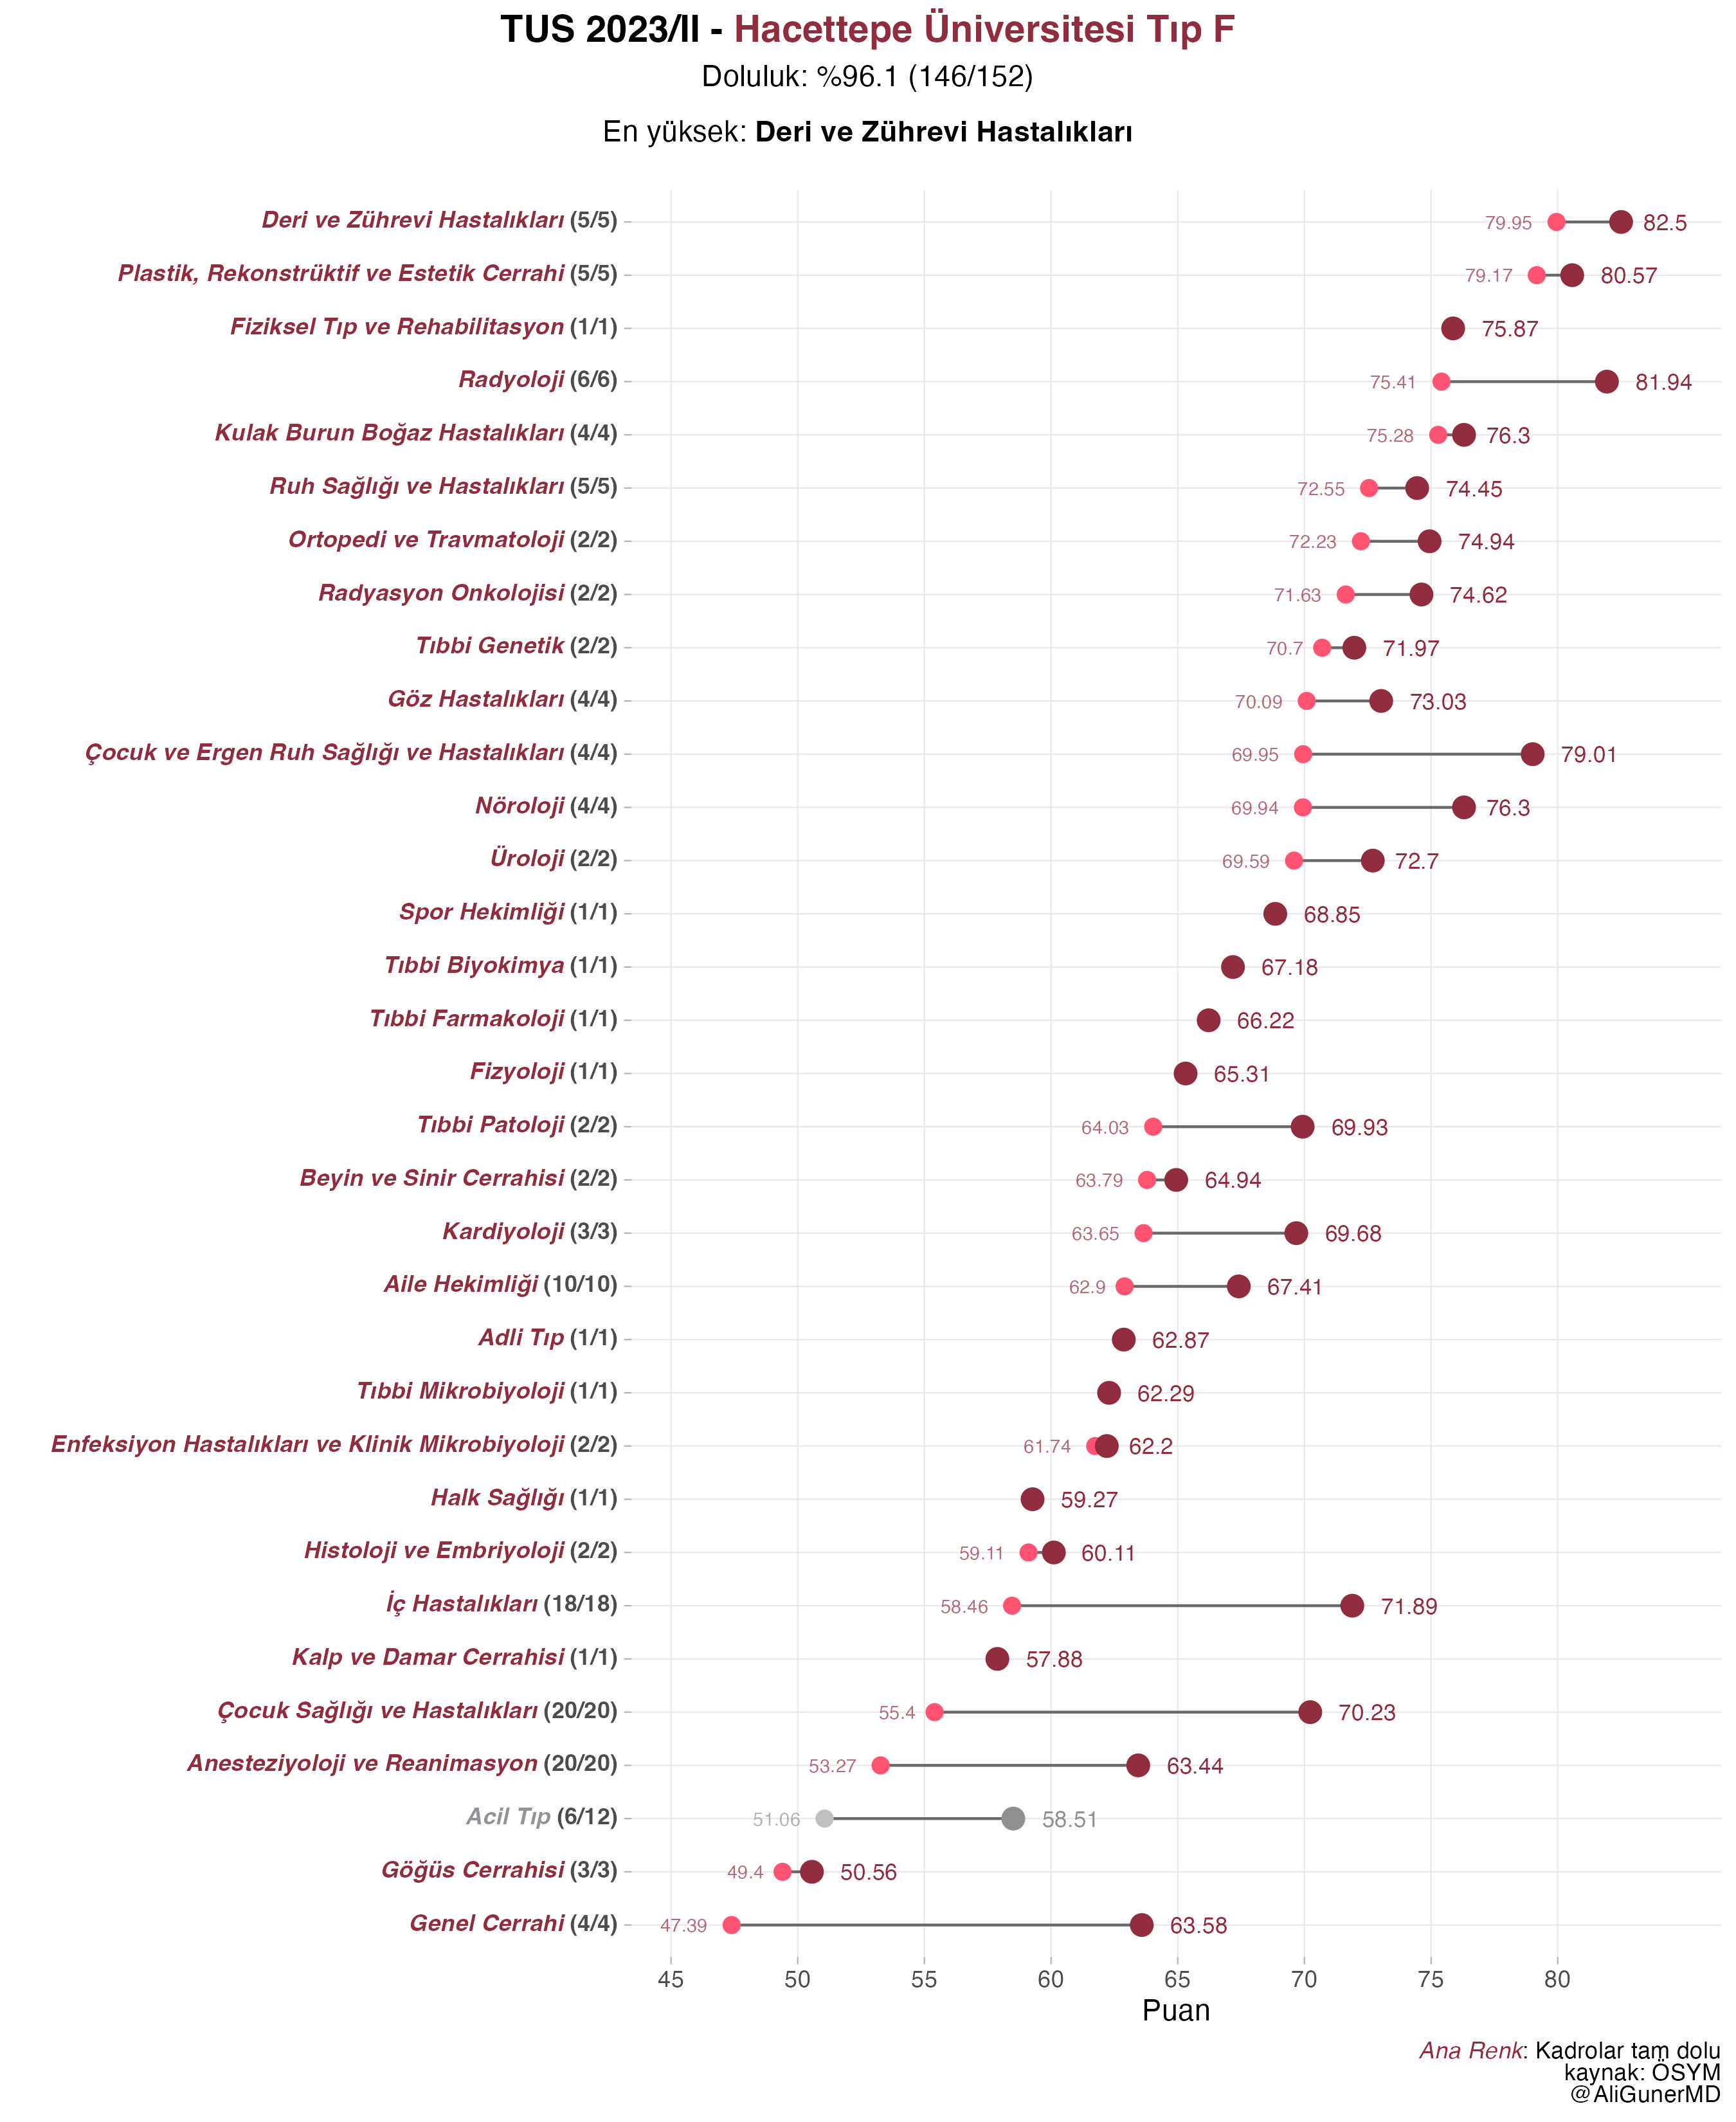 TUS 2023/II - Hacettepe Üniversitesi Tıp F
Doluluk: %96.1 (146/152)
En yüksek: Deri ve Zührevi Hastalıkları
Deri ve Zührevi Hastalıkları (5/5) 79.95 82.5
Plastik, Rekonstrüktif ve Estetik Cerrahi (5/5) 79.17 80.57
Fiziksel Tıp ve Rehabilitasyon (1/1) 75.87
Radyoloji (6/6) 75.41 81.94
Kulak Burun Boğaz Hastalıkları (4/4) 75.28 76.3
Ruh Sağlığı ve Hastalıkları (5/5) 72.55 74.45
Ortopedi ve Travmatoloji (2/2) 72.23 74.94
Radyasyon Onkolojisi (2/2) 71.63 74.62
Tıbbi Genetik (2/2) 70.7 71.97
Göz Hastalıkları (4/4) 70.09 73.03
Çocuk ve Ergen Ruh Sağlığı ve Hastalıkları (4/4) 69.95 79.01
Nöroloji (4/4) 69.94 76.3
Üroloji (2/2) 69.59 72.7
Spor Hekimliği (1/1) 68.85
Tıbbi Biyokimya (1/1) 67.18
Tıbbi Farmakoloji (1/1) 66.22
Fizyoloji (1/1) 65.31
Tıbbi Patoloji (2/2) 64.03 69.93
Beyin ve Sinir Cerrahisi (2/2) 63.79 64.94
Kardiyoloji (3/3) 63.65 69.68
Aile Hekimliği (10/10) 62.9 67.41
Adli Tıp (1/1) 62.87
Tıbbi Mikrobiyoloji (1/1) 62.29
Enfeksiyon Hastalıkları ve Klinik Mikrobiyoloji (2/2) 61.74 62.2
Halk Sağlığı (1/1) 59.27
Histoloji ve Embriyoloji (2/2) 59.11 60.11
İç Hastalıkları (18/18) 58.46 71.89
Kalp ve Damar Cerrahisi (1/1) 57.88
Çocuk Sağlığı ve Hastalıkları (20/20) 55.4 70.23
Anesteziyoloji ve Reanimasyon (20/20) 53.27 63.44
Acil Tıp (6/12) 51.06 58.51
Göğüs Cerrahisi (3/3) 49.4 50.56
Genel Cerrahi (4/4) 47.39 63.58
45 50 55 60 65 70 75 80
Puan
Ana Renk: Kadrolar tam dolu
kaynak: ÖSYM
@AliGunerMD